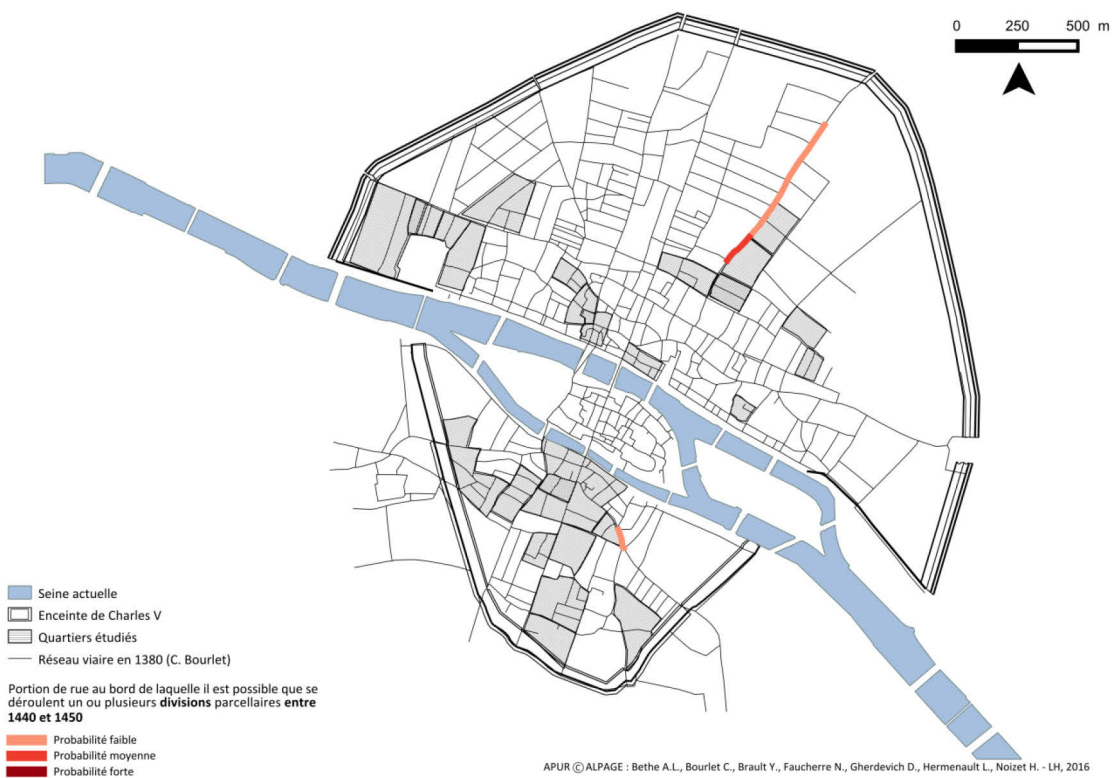 0 250 500 m
Seine actuelle
Enceinte de Charles V
Quartiers étudiés
Réseau viaire en 1380 (C. Bourlet)
Portion de rue au bord de laquelle il est possible que se
déroulent un ou plusieurs divisions parcellaires entre
1440 et 1450
Probabilité faible
Probabilité moyenne
Probabilité forte
APUR © ALPAGE : Bethe A.L., Bourlet C., Brault Y., Faucherre N., Gherdevich D., Hermenault L., Noizet H. - LH, 2016